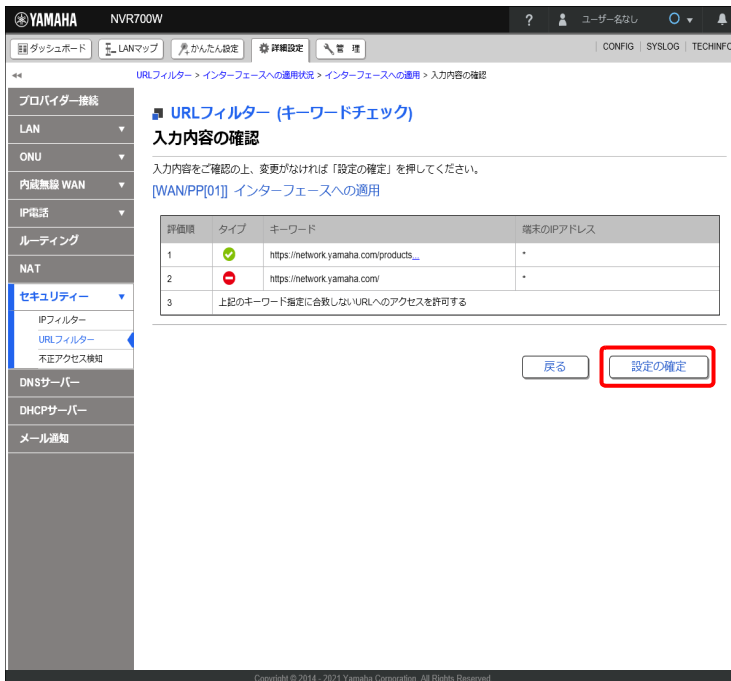 YAMAHA NVR700W ? ユーザーなし
ダッシュボード LANマップ かんたん設定 詳細設定 管理 CONFIG SYSLOG TECHINFO
URLフィルター > インターフェースへの適用状況 > インターフェースへの適用 > 入力内容の確認
プロバイダー接続
LAN
ONU
内蔵無線 WAN
IP電話
ルーティング
NAT
セキュリティー
IPフィルター
URLフィルター
不正アクセス検知
DNSサーバー
DHCPサーバー
メール通知
URLフィルター (キーワードチェック)
入力内容の確認
入力内容をご確認の上、変更がなければ「設定の確定」を押してください。
[WAN/PP[01]] インターフェースへの適用
評価順 タイプ キーワード 端末のIPアドレス
1 https://network.yamaha.com/products... *
2 https://network.yamaha.com/ *
3 上記のキーワード指定に合致しないURLへのアクセスを許可する
戻る 設定の確定
Copyright © 2014 - 2021 Yamaha Corporation. All Rights Reserved.